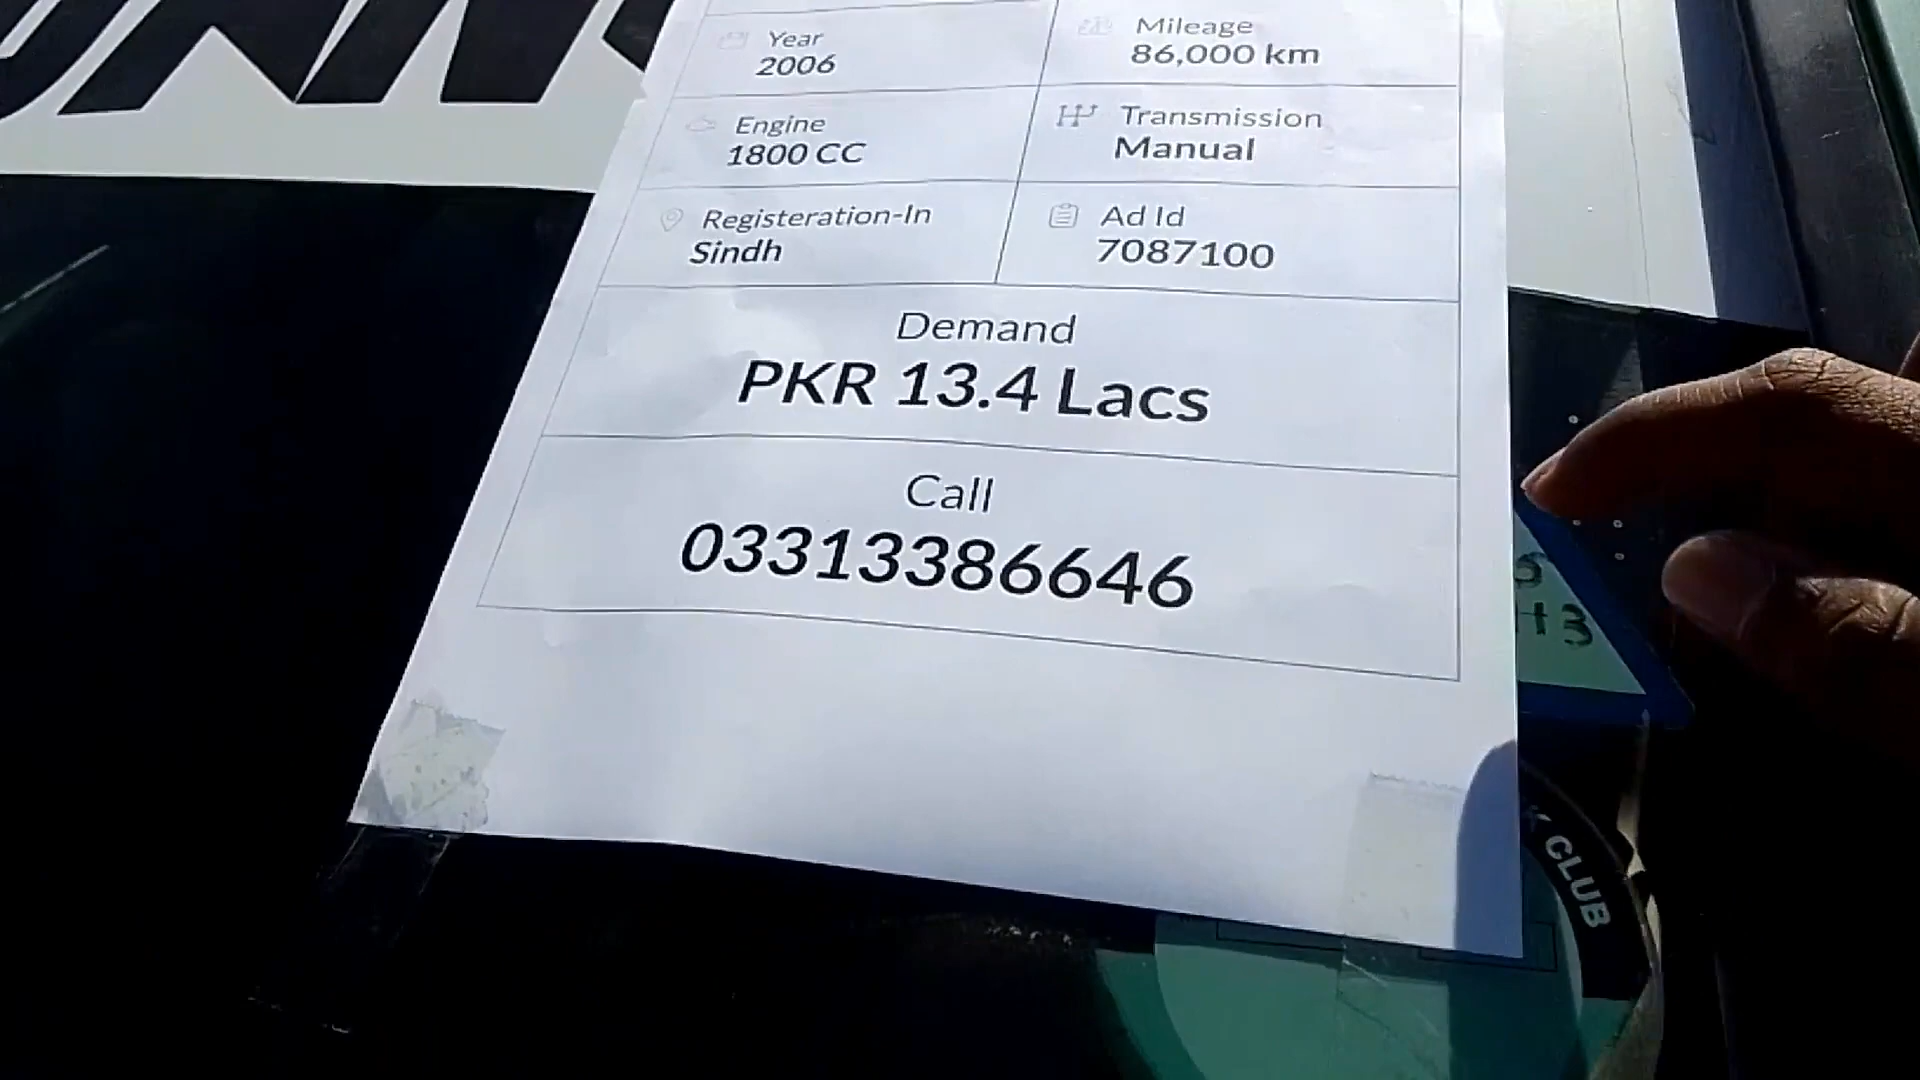 Year
2006
Mileage
86,000 km
Engine
1800 CC
Transmission
Manual
Registeration-In
Sindh
Ad Id
7087100
Demand
PKR 13.4 Lacs
Call
03313386646
CLUB